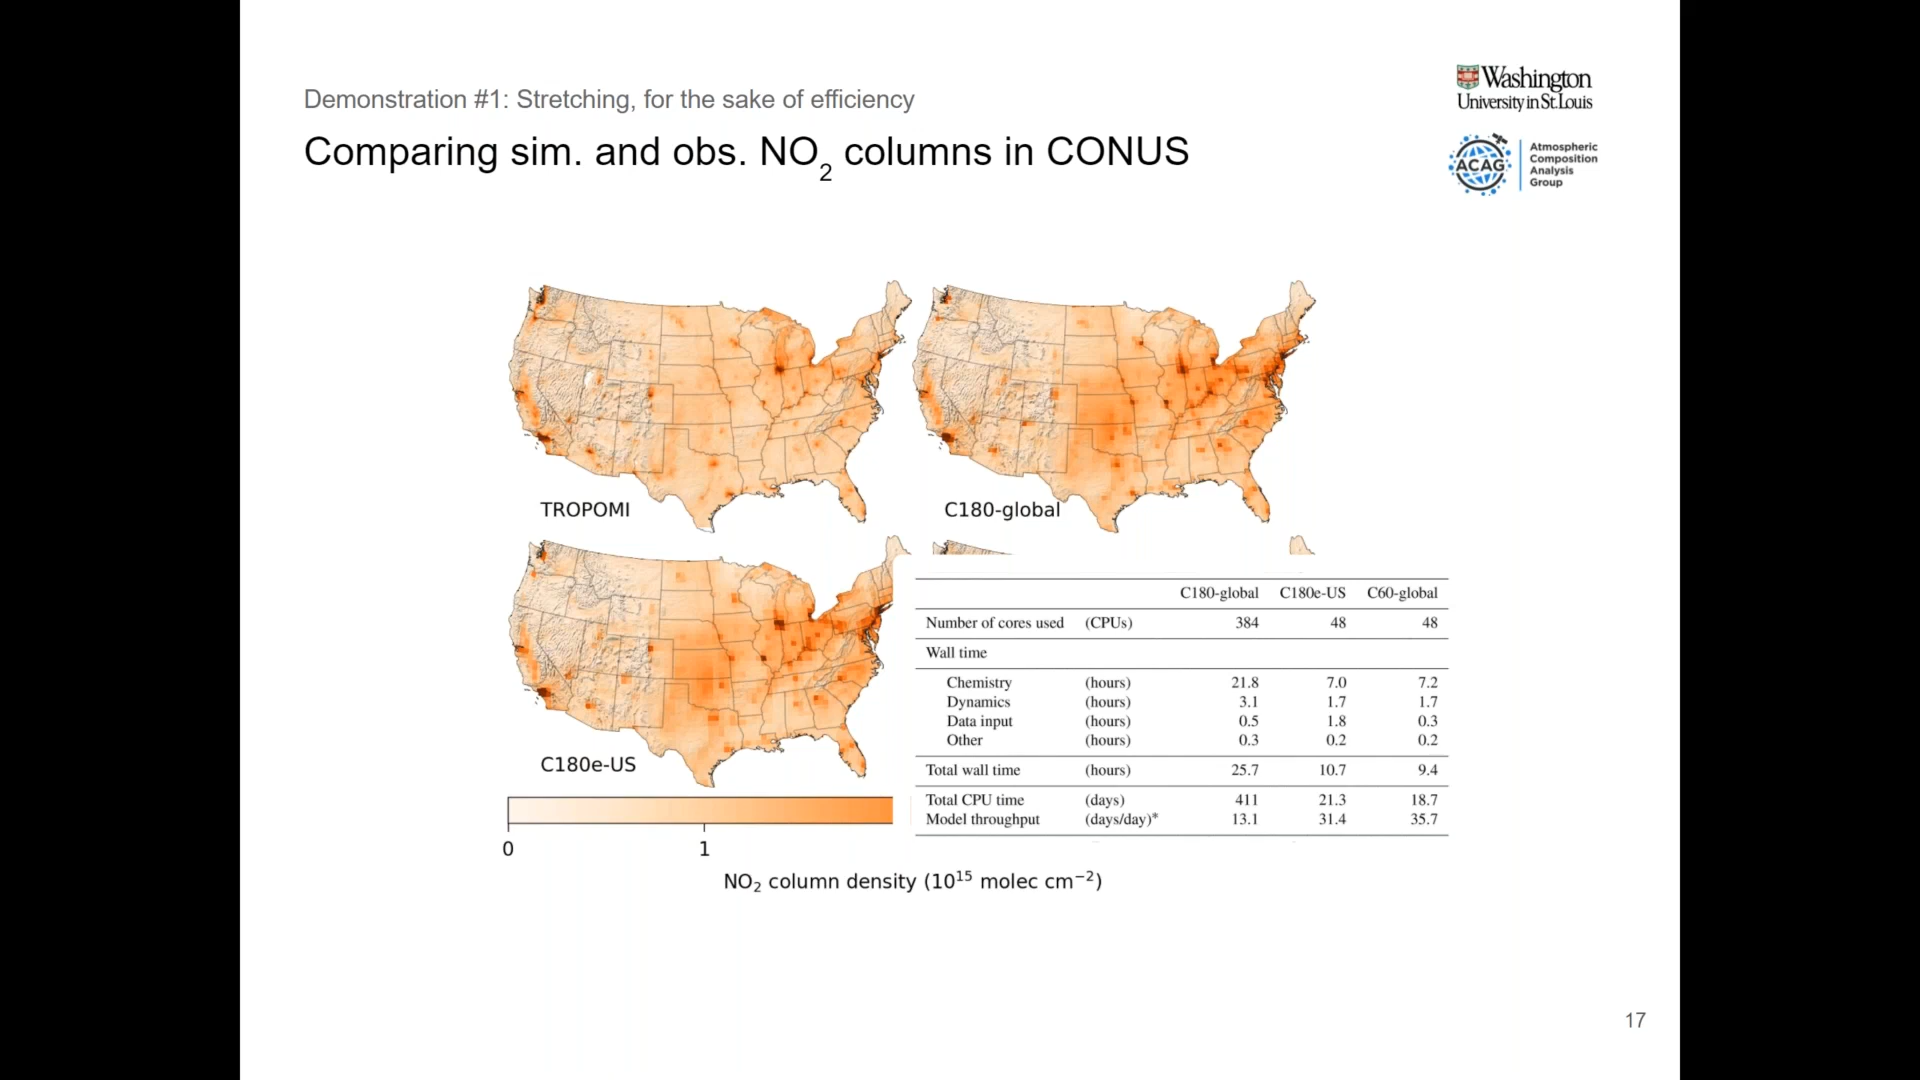 Demonstration #1: Stretching, for the sake of efficiency
Comparing sim. and obs. NO2 columns in CONUS
Washington
University in St. Louis
ACAG
Atmospheric
Composition
Analysis
Group
TROPOMI
C180-global
C180e-US
C180-global C180e-US C60-global
Number of cores used (CPUs) 384 48 48
Wall time
Chemistry (hours) 21.8 7.0 7.2
Dynamics (hours) 3.1 1.7 1.7
Data input (hours) 0.5 1.8 0.3
Other (hours) 0.3 0.2 0.2
Total wall time (hours) 25.7 10.7 9.4
Total CPU time (days) 411 21.3 18.7
Model throughput (days/day)* 13.1 31.4 35.7
0 1
NO₂ column density (10¹⁵ molec cm⁻²)
17